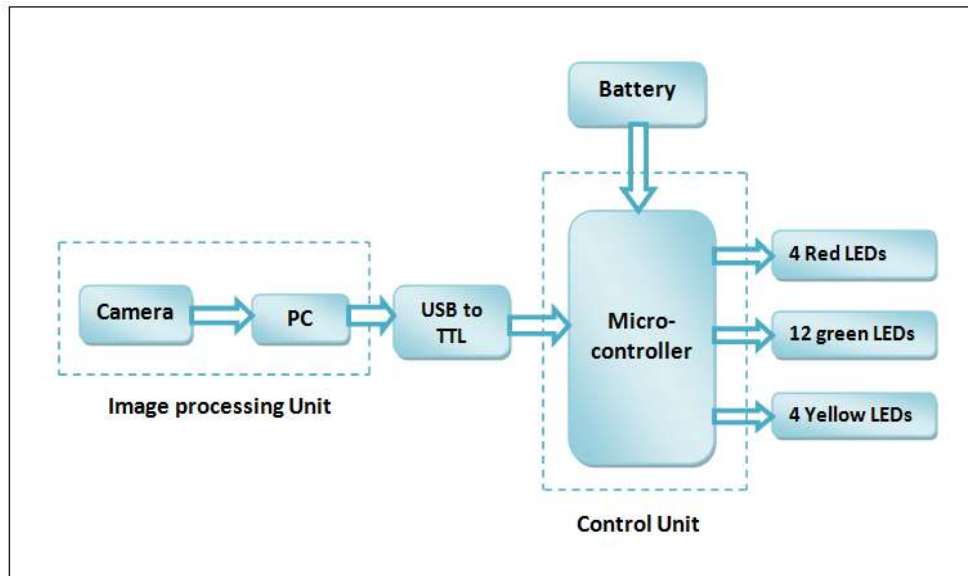 Battery
4 Red LEDs
Camera
PC
USB to
TTL
Micro-
controller
12 green LEDs
4 Yellow LEDs
Image processing Unit
Control Unit